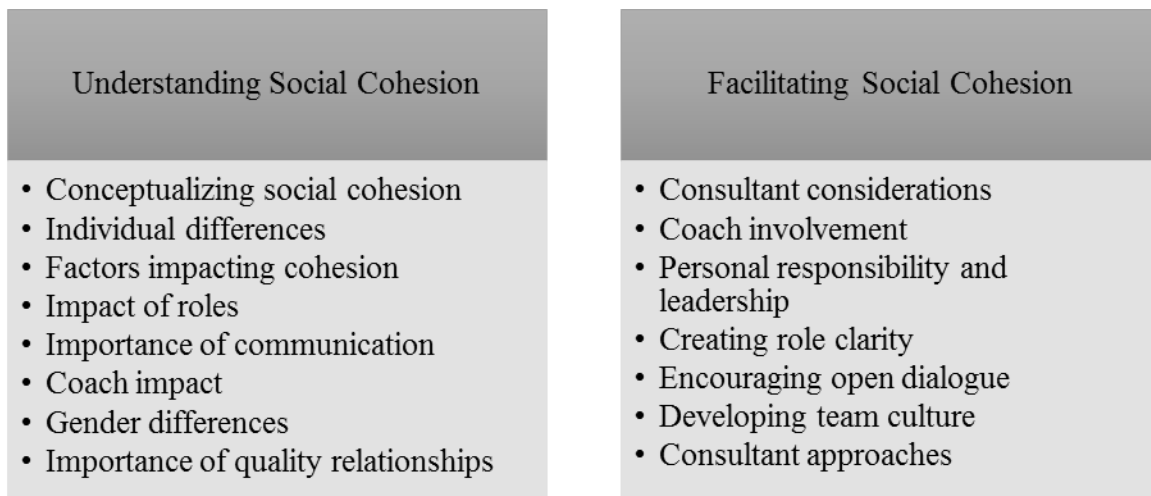 Understanding Social Cohesion
• Conceptualizing social cohesion
• Individual differences
• Factors impacting cohesion
• Impact of roles
• Importance of communication
• Coach impact
• Gender differences
• Importance of quality relationships
Facilitating Social Cohesion
• Consultant considerations
• Coach involvement
• Personal responsibility and
leadership
• Creating role clarity
• Encouraging open dialogue
• Developing team culture
• Consultant approaches